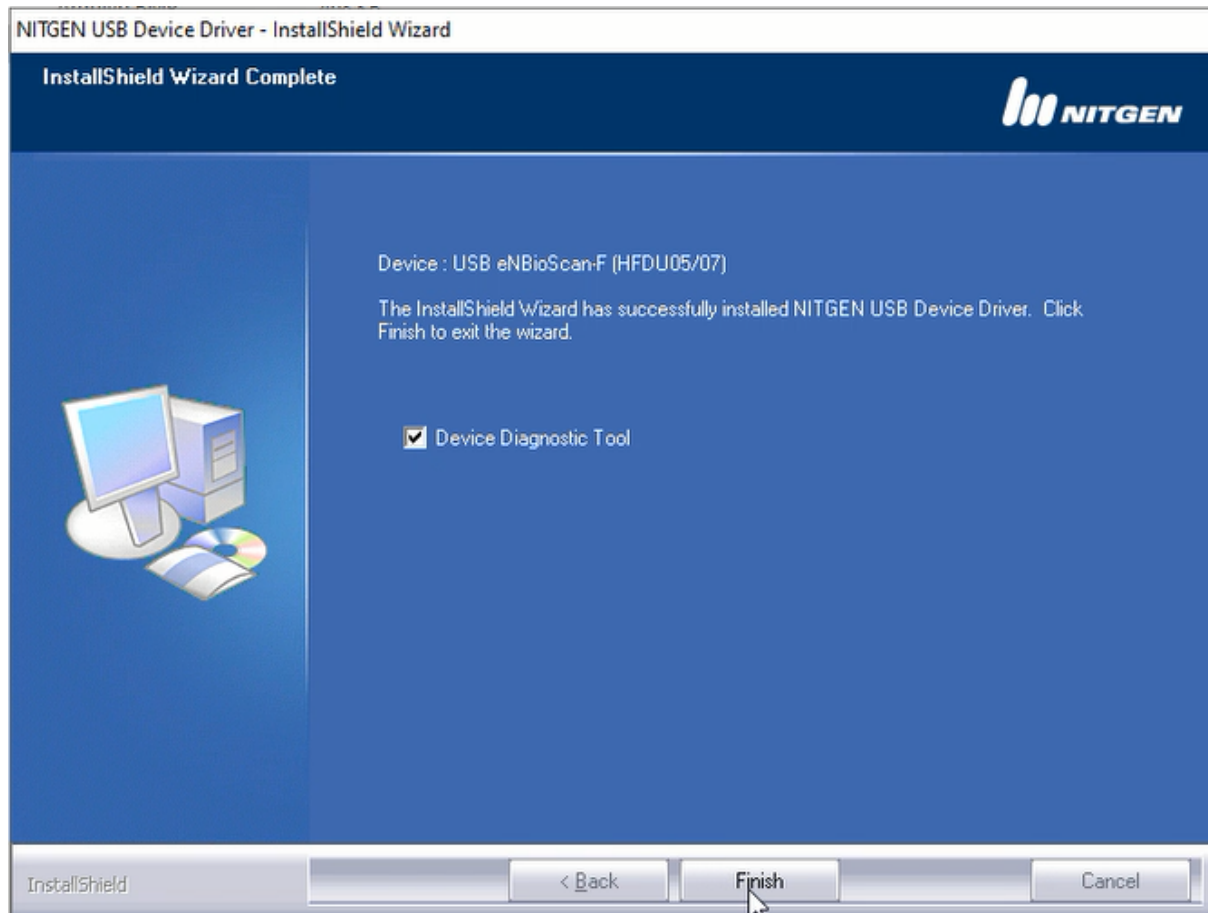 NITGEN USB Device Driver - InstallShield Wizard
InstallShield Wizard Complete
NITGEN
Device : USB eNBioScan-F (HFDU05/07)
The InstallShield Wizard has successfully installed NITGEN USB Device Driver. Click
Finish to exit the wizard.
Device Diagnostic Tool
InstallShield
< Back
Finish
Cancel